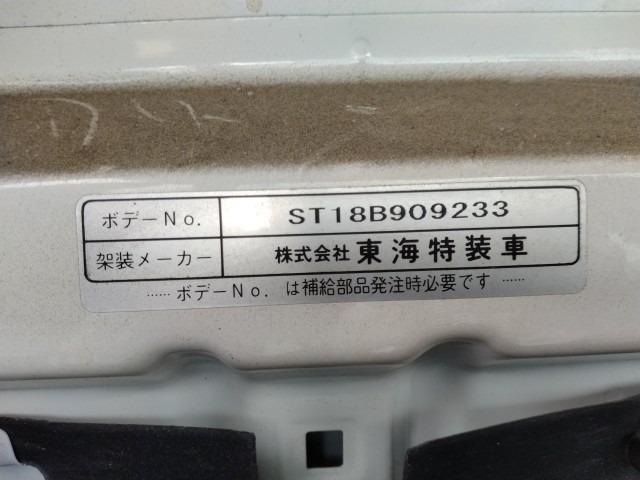 ボデーNo. ST18B909233
架装メーカー 株式会社 東海特装車
……ボデーNo. は補給部品発注時必要です……